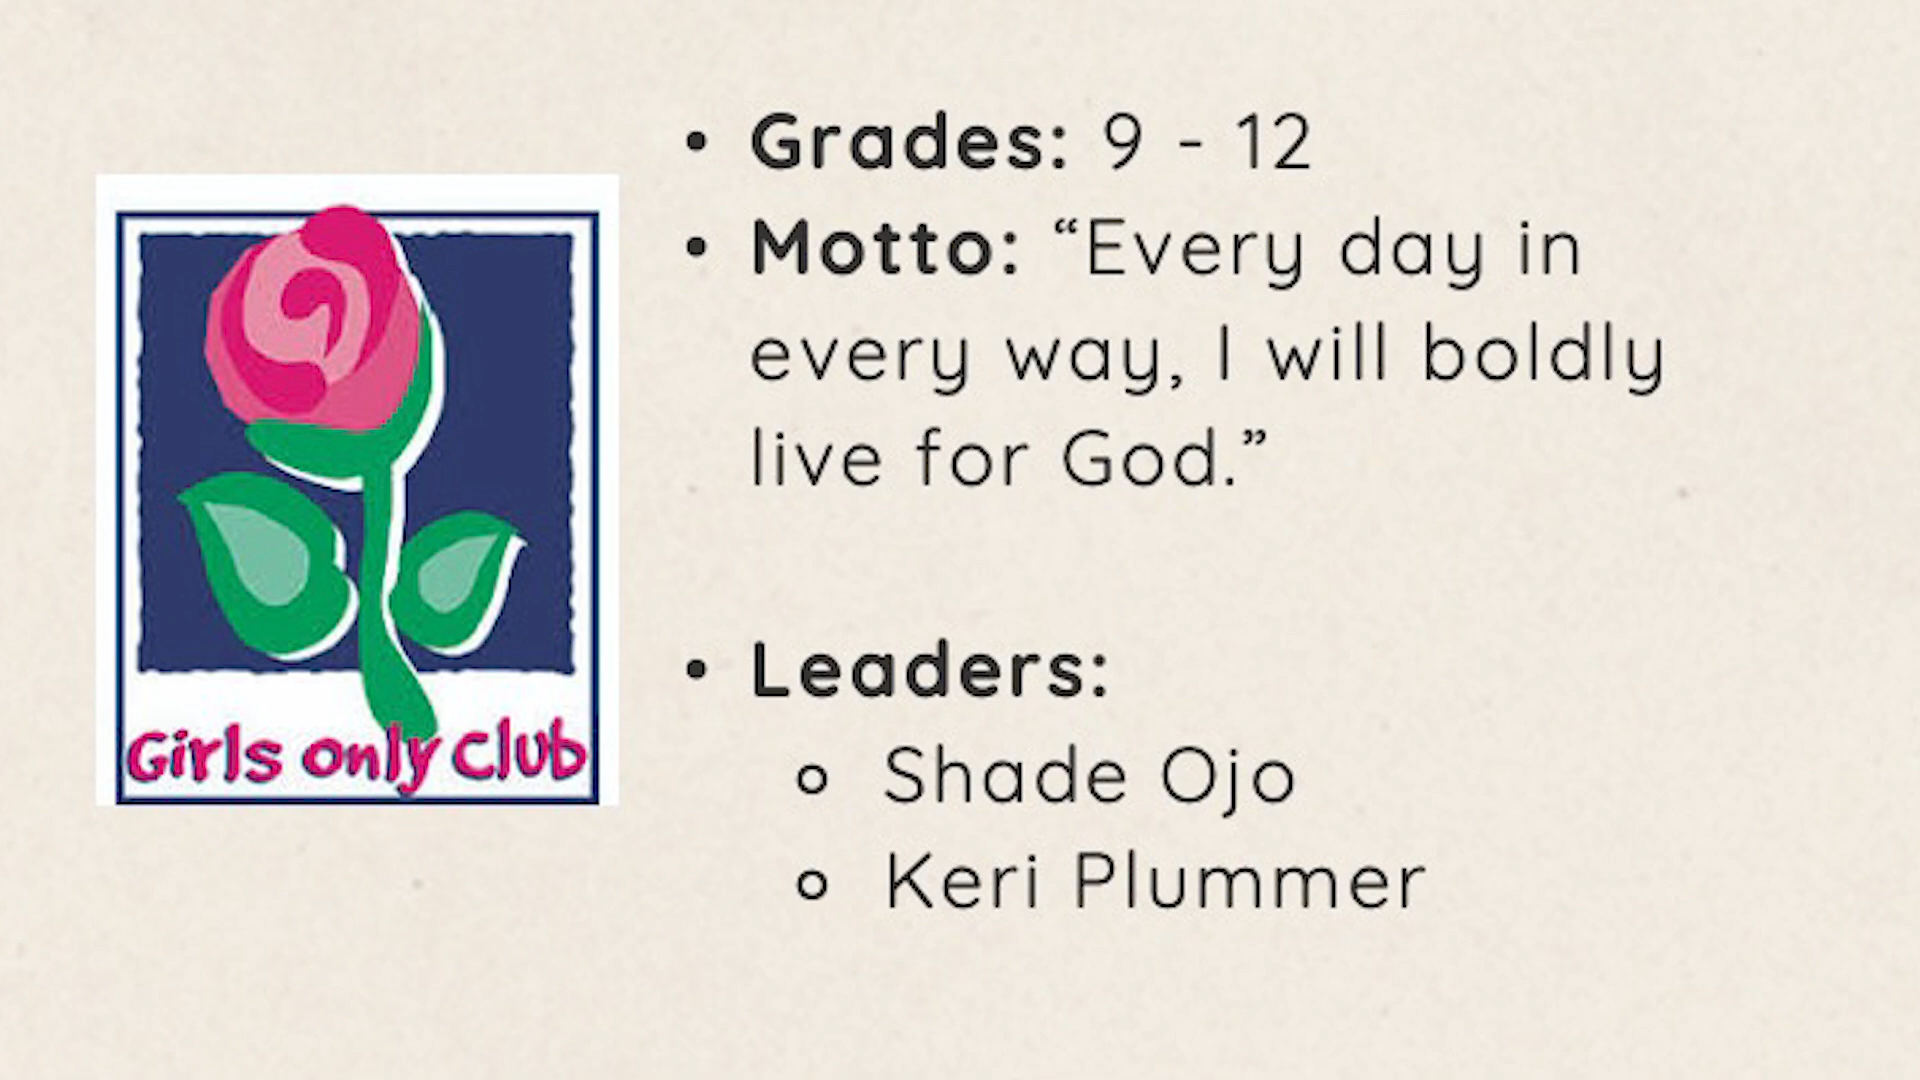 • Grades: 9 - 12
• Motto: “Every day in
every way, I will boldly
live for God.”
• Leaders:
o Shade Ojo
o Keri Plummer
Girls only Club